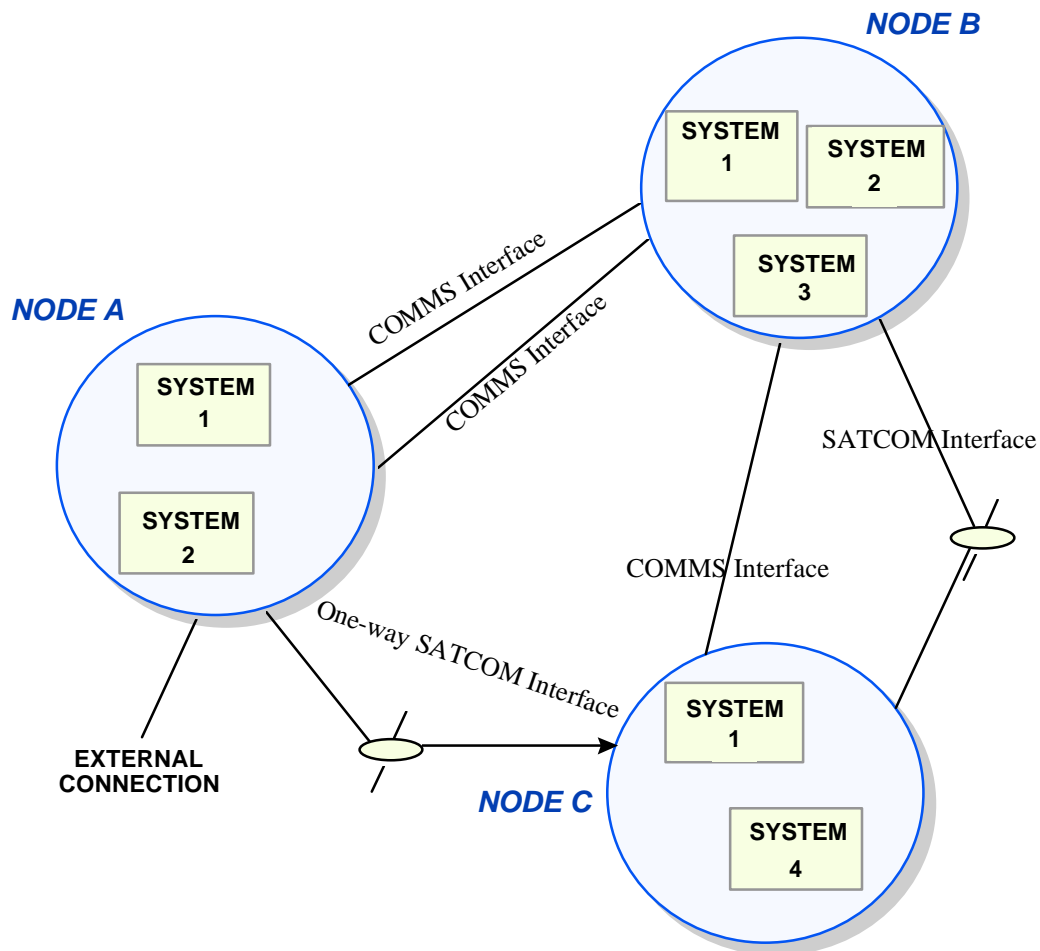 NODE B
SYSTEM
1
SYSTEM
2
SYSTEM
3
COMMS Interface
COMMS Interface
NODE A
SYSTEM
1
SYSTEM
2
SATCOM Interface
COMMS Interface
One-way SATCOM Interface
EXTERNAL
CONNECTION
NODE C
SYSTEM
1
SYSTEM
4